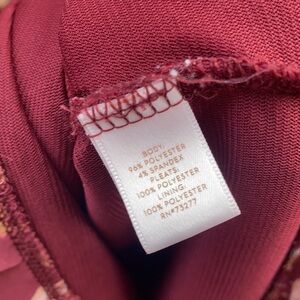 BODY:
96% POLYESTER
4% SPANDEX
PLEATS:
100% POLYESTER
LINING:
100% POLYESTER
RN#73277